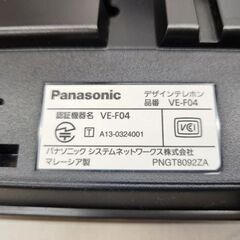 Panasonic
デザインテレホン
品番 VE-F04
認証機器名 VE-F04
T A13-0324001
VCCI
パナソニック システムネットワークス株式会社
マレーシア製
PNGT8092ZA